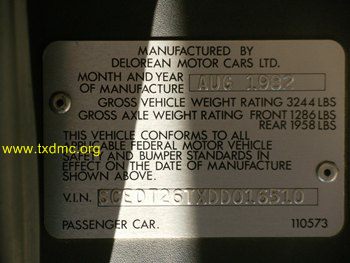 MANUFACTURED BY
DELOREAN MOTOR CARS LTD.
MONTH AND YEAR
OF MANUFACTURE AUG 1982
GROSS VEHICLE WEIGHT RATING 3244 LBS
GROSS AXLE WEIGHT RATING FRONT 1286 LBS
REAR 1958 LBS
THIS VEHICLE CONFORMS TO ALL
APPLICABLE FEDERAL MOTOR VEHICLE
www.txdmc.org
SAFETY AND BUMPER STANDARDS IN
EFFECT ON THE DATE OF MANUFACTURE
SHOWN ABOVE.
V.I.N. SCEDT26TXDD016510
PASSENGER CAR. 110573